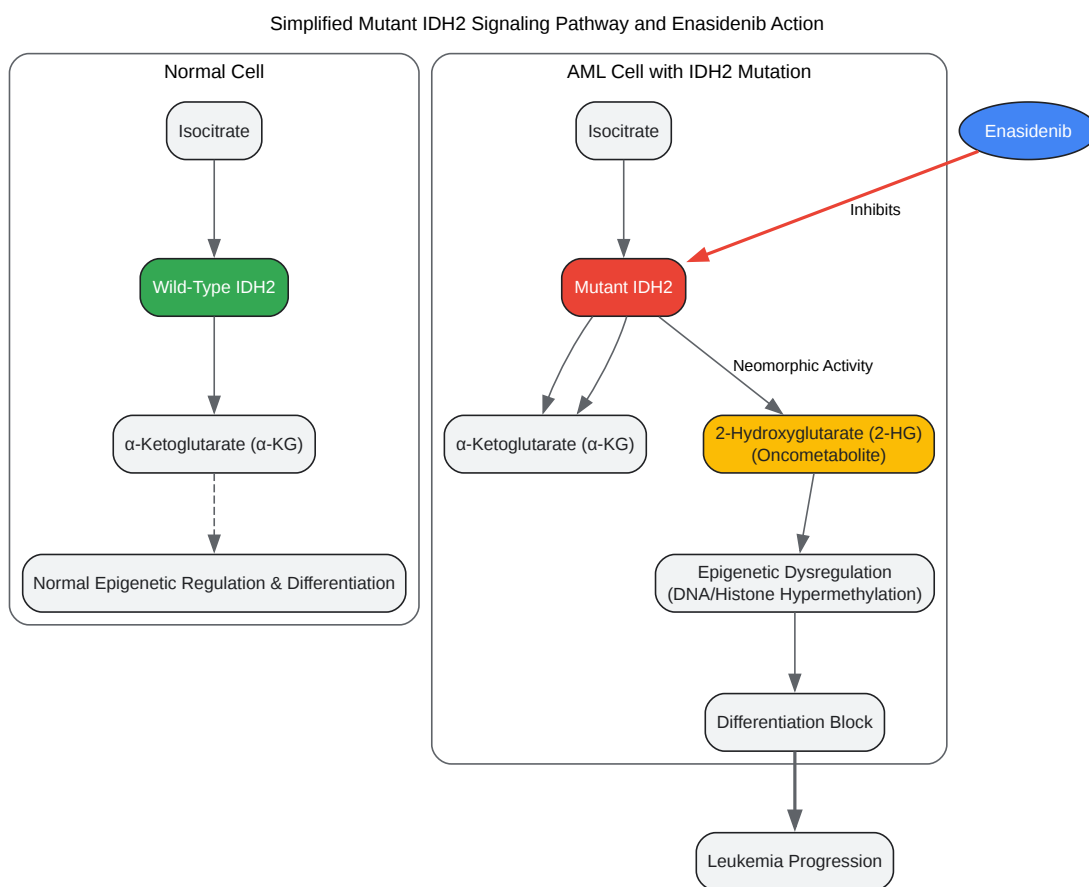 Simplified Mutant IDH2 Signaling Pathway and Enasidenib Action
Normal Cell
Isocitrate
Wild-Type IDH2
α-Ketoglutarate (α-KG)
Normal Epigenetic Regulation & Differentiation
AML Cell with IDH2 Mutation
Isocitrate
Enasidenib
Inhibits
Mutant IDH2
Neomorphic Activity
α-Ketoglutarate (α-KG)
2-Hydroxyglutarate (2-HG)
(Oncometabolite)
Epigenetic Dysregulation
(DNA/Histone Hypermethylation)
Differentiation Block
Leukemia Progression